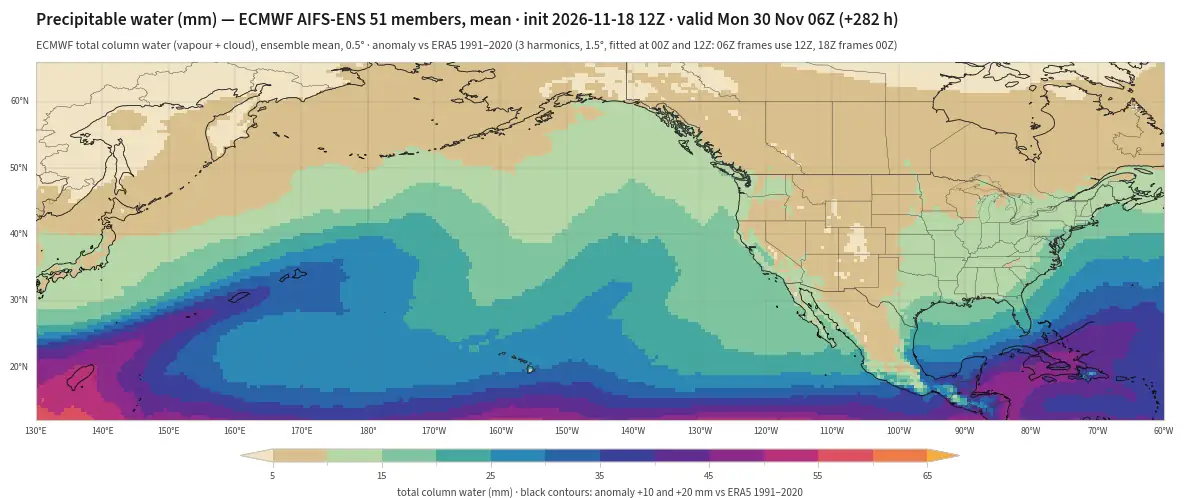 Precipitable water (mm) — ECMWF AIFS-ENS 51 members, mean · init 2026-11-18 12Z · valid Mon 30 Nov 06Z (+282 h)
ECMWF total column water (vapour + cloud), ensemble mean, 0.5° · anomaly vs ERA5 1991–2020 (3 harmonics, 1.5°, fitted at 00Z and 12Z: 06Z frames use 12Z, 18Z frames 00Z)
60°N
50°N
40°N
30°N
20°N
130°E 140°E 150°E 160°E 170°E 180° 170°W 160°W 150°W 140°W 130°W 120°W 110°W 100°W 90°W 80°W 70°W 60°W
5 15 25 35 45 55 65
total column water (mm) · black contours: anomaly +10 and +20 mm vs ERA5 1991–2020